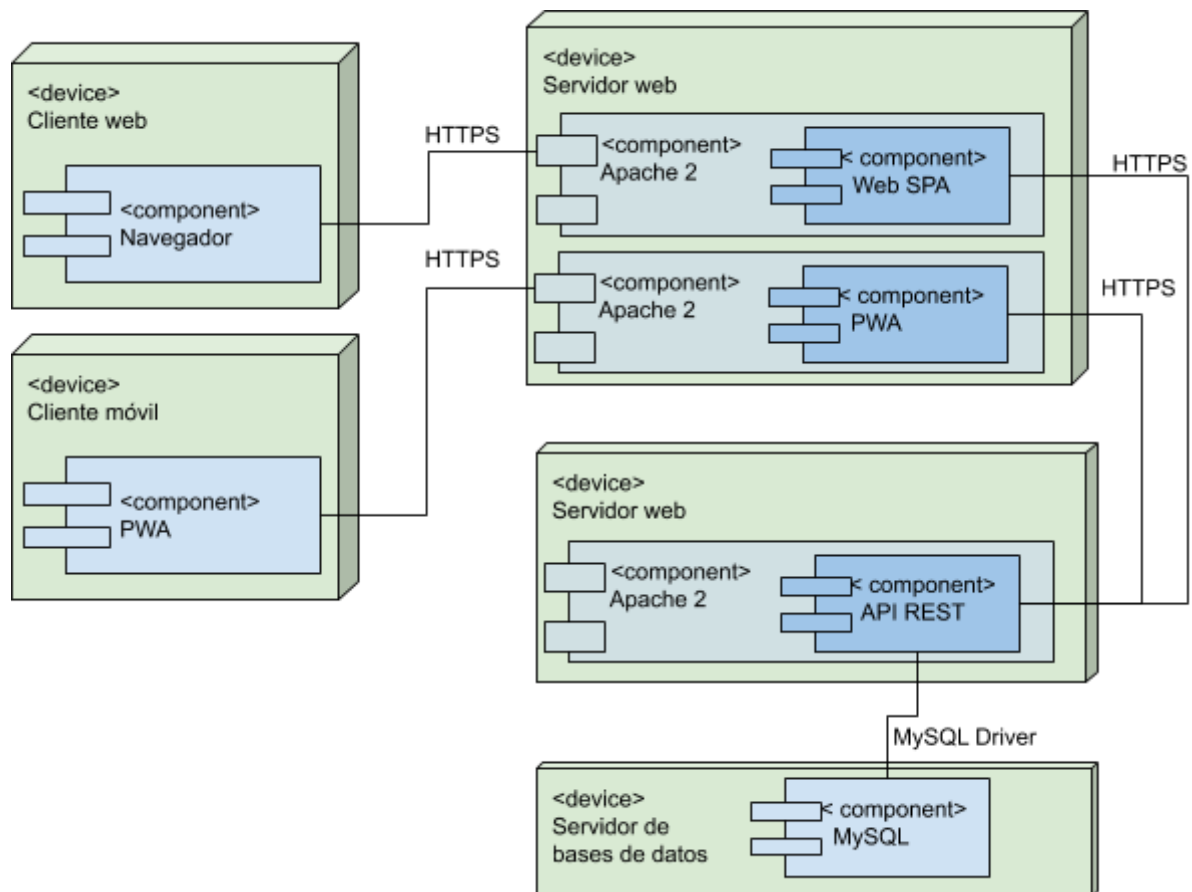 <device>
Cliente web
<component>
Navegador
HTTPS
<device>
Servidor web
<component>
Apache 2
< component>
Web SPA
HTTPS
HTTPS
<component>
Apache 2
< component>
PWA
HTTPS
<device>
Cliente móvil
<component>
PWA
<device>
Servidor web
<component>
Apache 2
< component>
API REST
MySQL Driver
<device>
Servidor de
bases de datos
< component>
MySQL